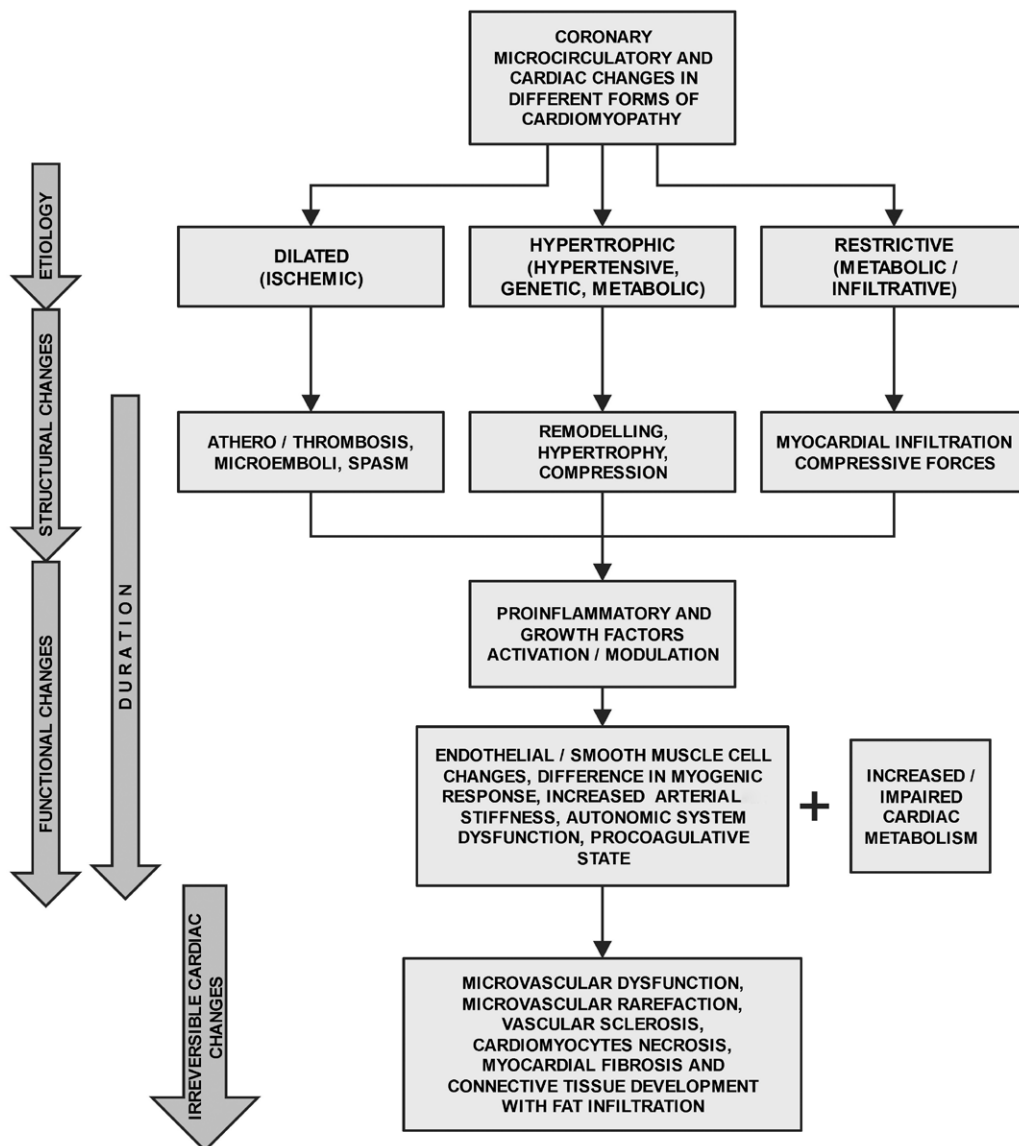 CORONARY
MICROCIRCULATORY AND
CARDIAC CHANGES IN
DIFFERENT FORMS OF
CARDIOMYOPATHY
ETIOLOGY
DILATED
(ISCHEMIC)
HYPERTROPHIC
(HYPERTENSIVE,
GENETIC, METABOLIC)
RESTRICTIVE
(METABOLIC /
INFILTRATIVE)
STRUCTURAL CHANGES
ATHERO / THROMBOSIS,
MICROEMBOLI, SPASM
REMODELLING,
HYPERTROPHY,
COMPRESSION
MYOCARDIAL INFILTRATION
COMPRESSIVE FORCES
DURATION
FUNCTIONAL CHANGES
PROINFLAMMATORY AND
GROWTH FACTORS
ACTIVATION / MODULATION
ENDOTHELIAL / SMOOTH MUSCLE CELL
CHANGES, DIFFERENCE IN MYOGENIC
RESPONSE, INCREASED ARTERIAL
STIFFNESS, AUTONOMIC SYSTEM
DYSFUNCTION, PROCOAGULATIVE
STATE
+
INCREASED /
IMPAIRED
CARDIAC
METABOLISM
IRREVERSIBLE CARDIAC
CHANGES
MICROVASCULAR DYSFUNCTION,
MICROVASCULAR RAREFACTION,
VASCULAR SCLEROSIS,
CARDIOMYOCYTES NECROSIS,
MYOCARDIAL FIBROSIS AND
CONNECTIVE TISSUE DEVELOPMENT
WITH FAT INFILTRATION